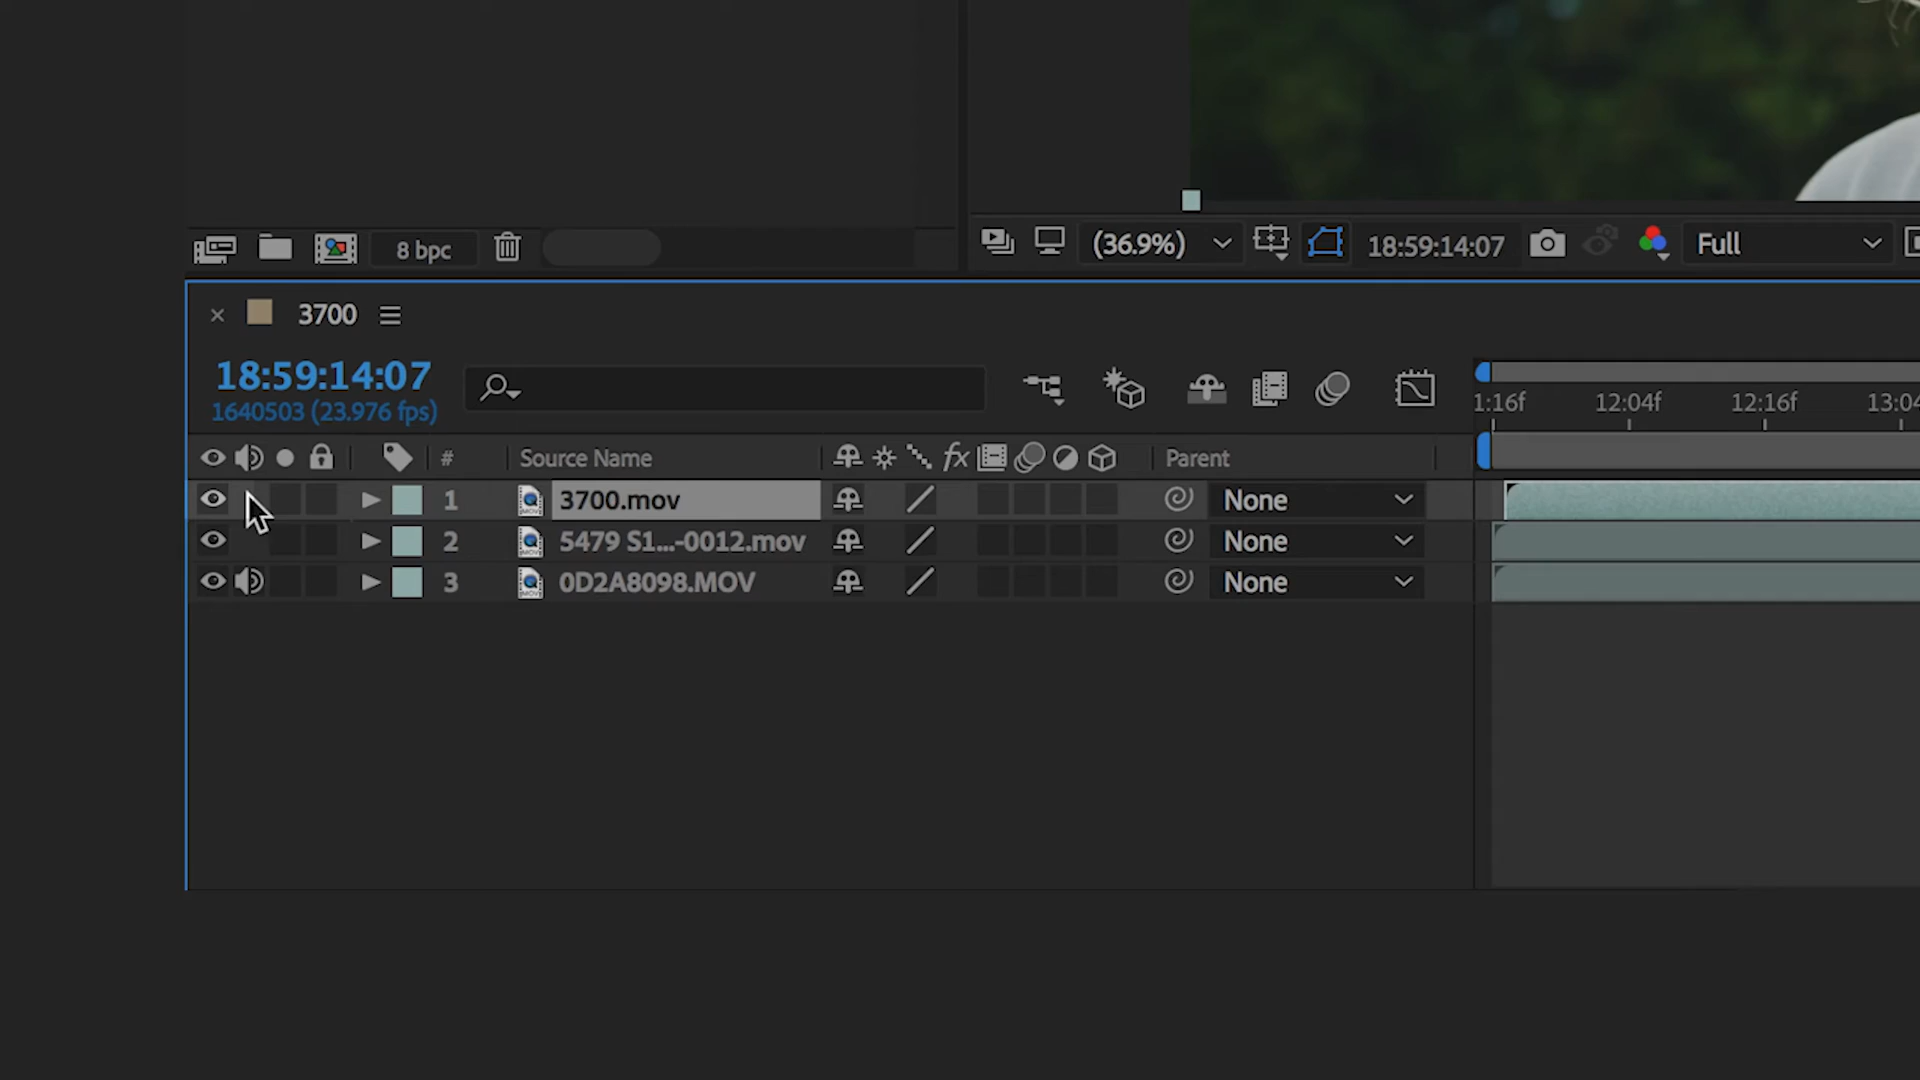 8 bpc
(36.9%)
18:59:14:07
Full
3700
18:59:14:07
1640503 (23.976 fps)
1:16f 12:04f 12:16f 13:04
# Source Name fx Parent
1 3700.mov None
2 5479 S1...-0012.mov None
3 0D2A8098.MOV None